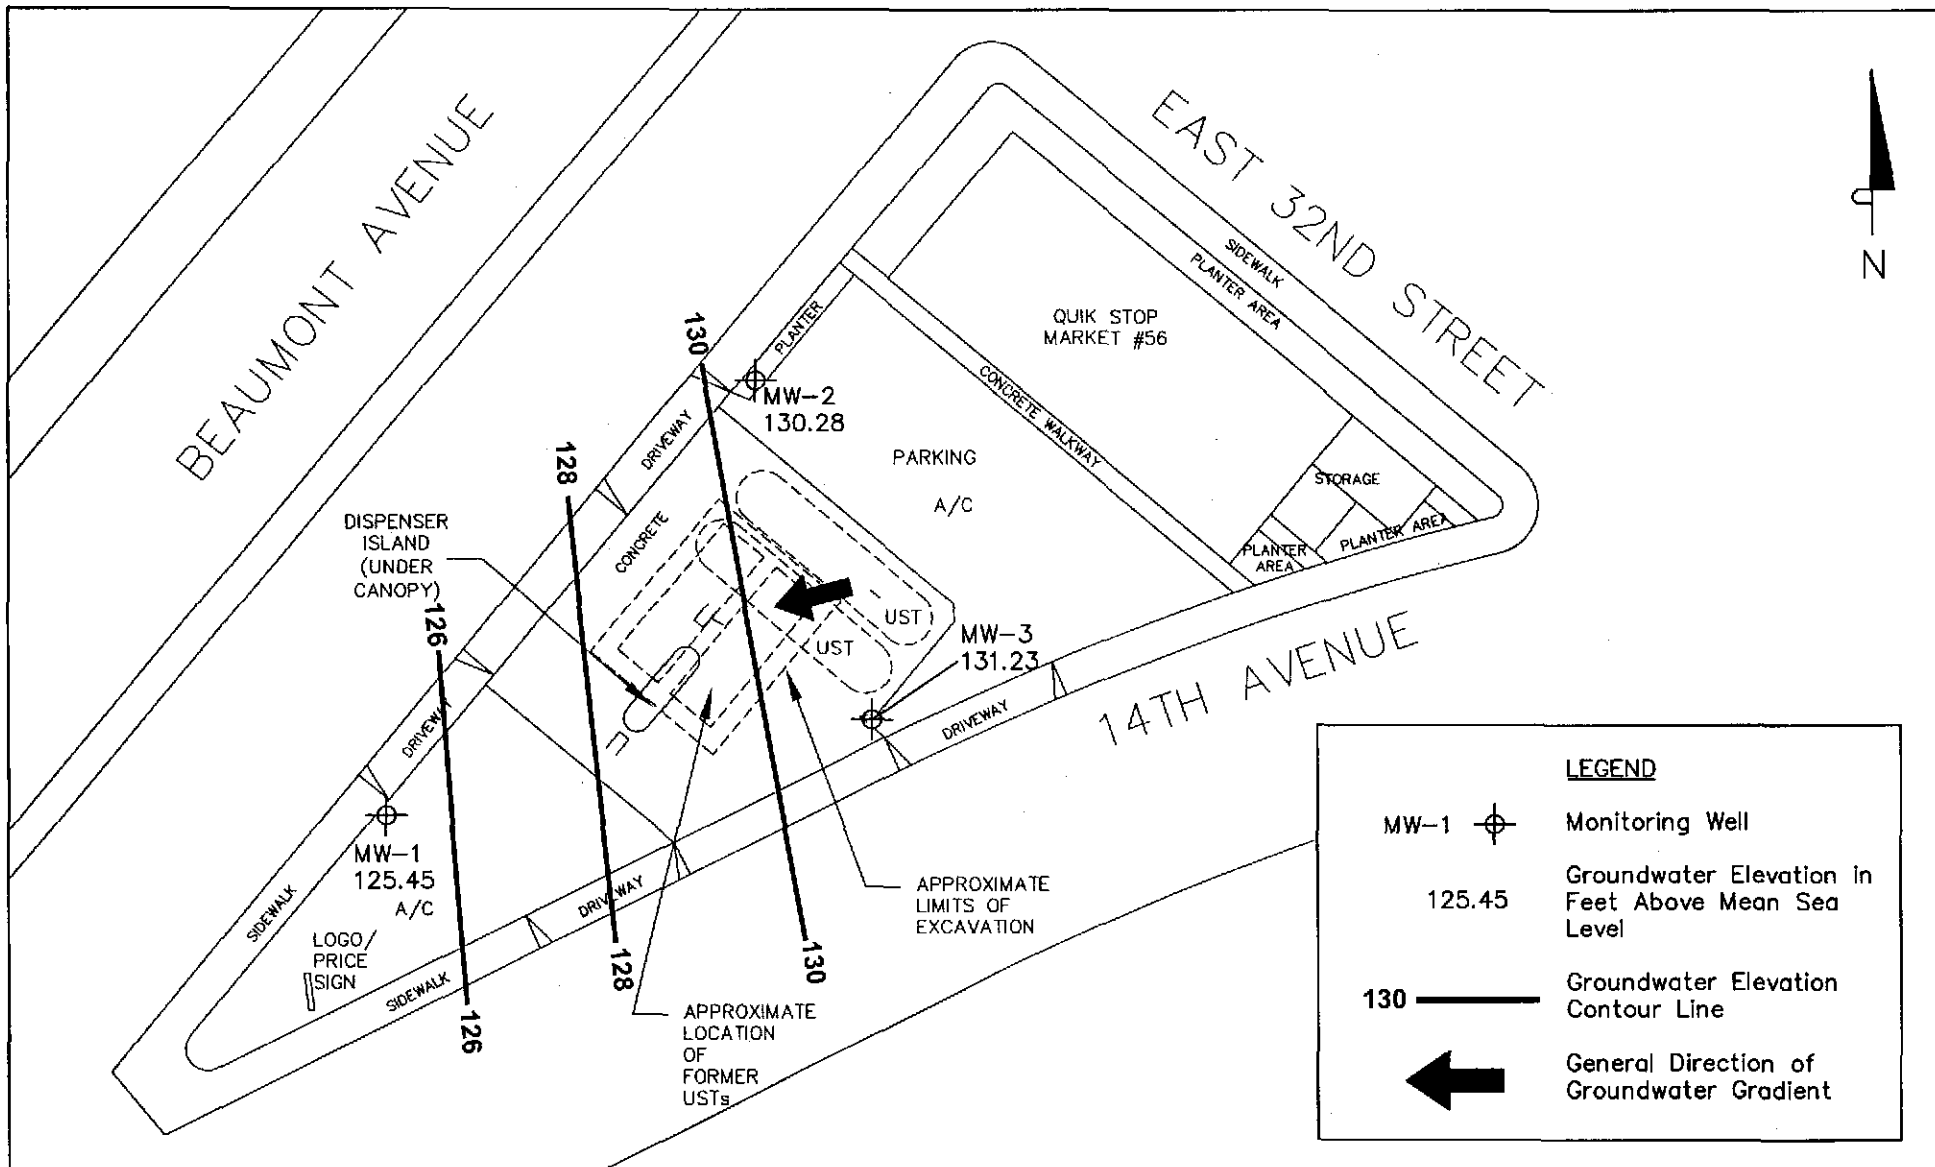 BEAUMONT AVENUE
EAST 32ND STREET
N
SIDEWALK
PLANTER AREA
QUIK STOP
MARKET #56
PLANTER
130
MW-2
130.28
CONCRETE WALKWAY
DRIVEWAY
128
PARKING
A/C
STORAGE
PLANTER AREA
PLANTER
AREA
DISPENSER
ISLAND
(UNDER
CANOPY)
CONCRETE
UST
UST
MW-3
131.23
126
14TH AVENUE
DRIVEWAY
DRIVEWAY
MW-1
125.45
A/C
SIDEWALK
LOGO/
PRICE
SIGN
DRIVEWAY
SIDEWALK
APPROXIMATE
LIMITS OF
EXCAVATION
130
128
126
APPROXIMATE
LOCATION
OF
FORMER
USTs
LEGEND
MW-1 Monitoring Well
125.45 Groundwater Elevation in
Feet Above Mean Sea
Level
130 Groundwater Elevation
Contour Line
General Direction of
Groundwater Gradient